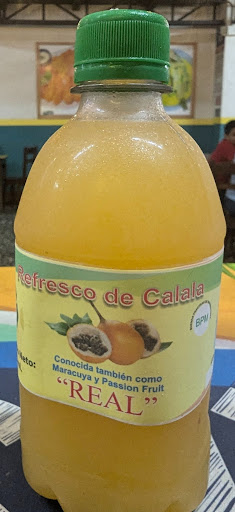 Refresco de Calala
BPM
Conocida también como
Maracuya y Passion Fruit
"REAL"